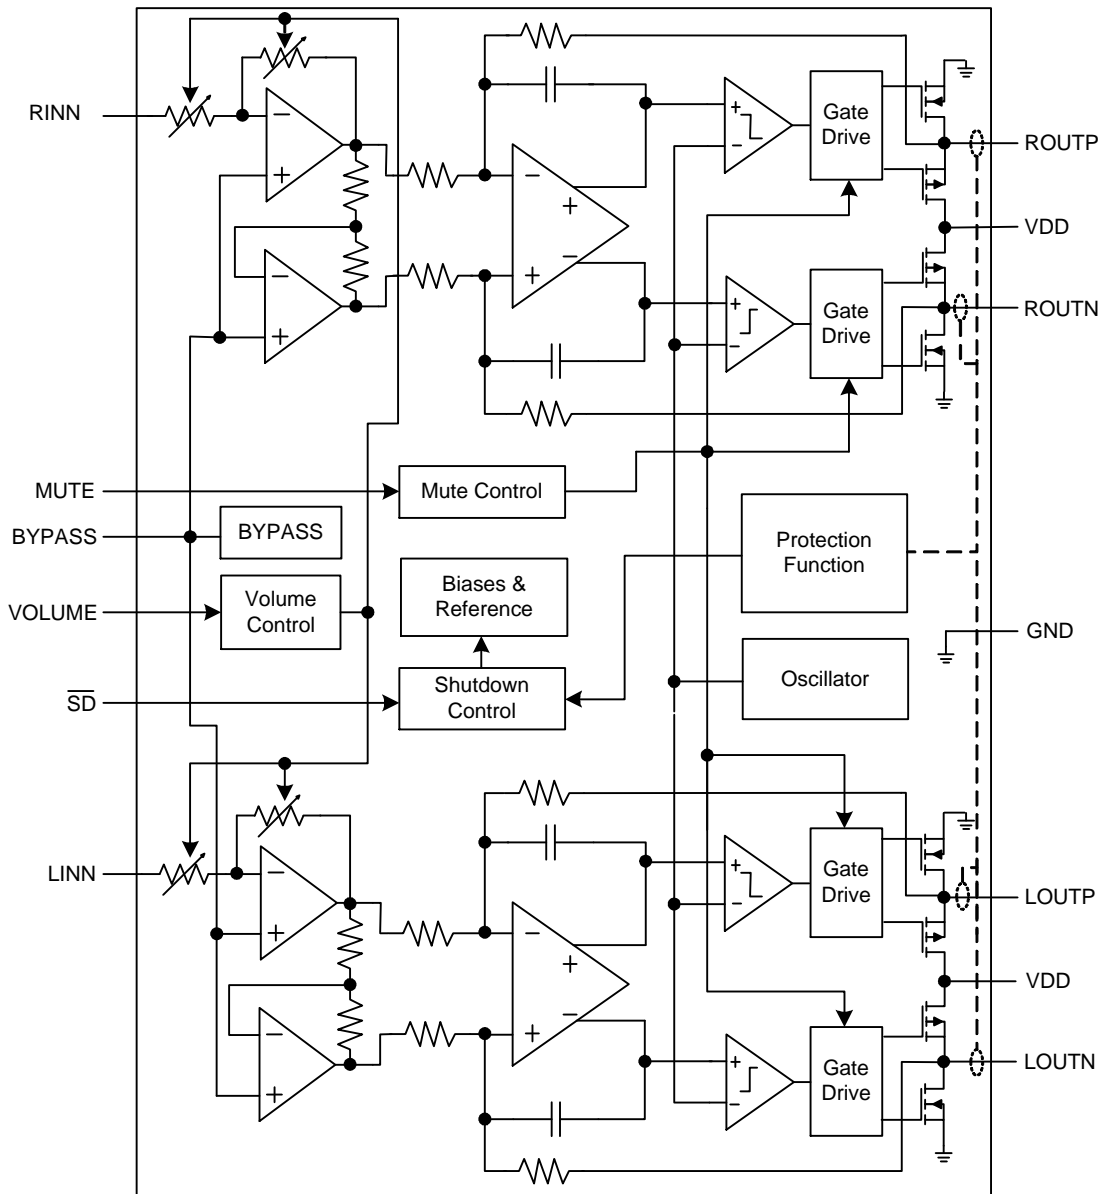 RINN
−
+
−
+
−
+
+
−
+
−
+
−
Gate
Drive
Gate
Drive
ROUTP
VDD
ROUTN
MUTE
Mute Control
BYPASS
BYPASS
VOLUME
Volume
Control
Biases &
Reference
Protection
Function
GND
SD
Shutdown
Control
Oscillator
LINN
−
+
−
+
−
+
+
−
+
−
+
−
Gate
Drive
Gate
Drive
LOUTP
VDD
LOUTN